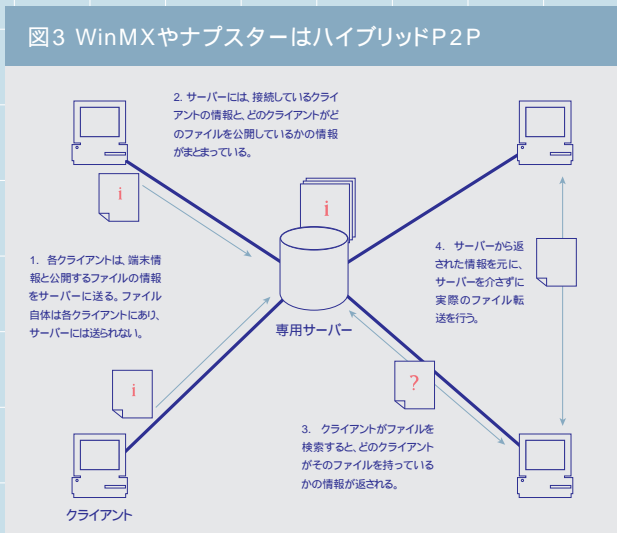 図3 WinMXやナプスターはハイブリッドP2P
2. サーバーには、接続しているクライ
アントの情報と、どのクライアントがど
のファイルを公開しているかの情報
がまとまっている。
i
i
1. 各クライアントは、端末情
報と公開するファイルの情報
をサーバーに送る。ファイル
自体は各クライアントにあり、
サーバーには送られない。
4. サーバーから返
された情報を元に、
サーバーを介さずに
実際のファイル転
送を行う。
専用サーバー
i
?
3. クライアントがファイルを
検索すると、どのクライアント
がそのファイルを持っている
かの情報が返される。
クライアント